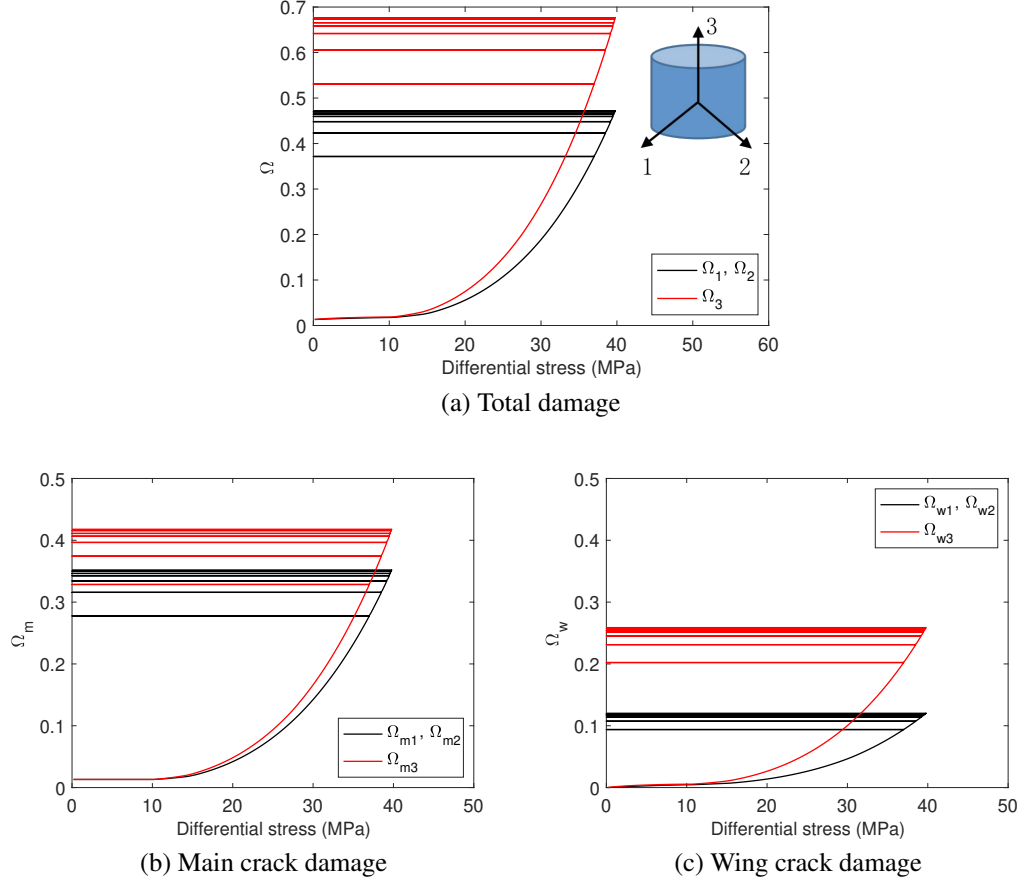 0.7
0.6
0.5
0.4
0.3
0.2
0.1
0
Ω
3
1
2
Ω1, Ω2
Ω3
0 10 20 30 40 50 60
Differential stress (MPa)
(a) Total damage
0.5
0.4
0.3
0.2
0.1
0
Ωm
Ωm1, Ωm2
Ωm3
0 10 20 30 40 50
Differential stress (MPa)
(b) Main crack damage
0.5
0.4
0.3
0.2
0.1
0
Ωw
Ωw1, Ωw2
Ωw3
0 10 20 30 40 50
Differential stress (MPa)
(c) Wing crack damage